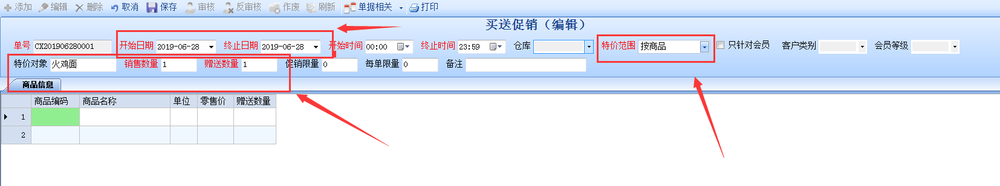 添加 编辑 删除 取消 保存 审核 反审核 作废 刷新 单据相关 打印
买送促销（编辑）
单号 CX201906280001 开始日期 2019-06-28 终止日期 2019-06-28 开始时间 00:00 终止时间 23:59 仓库 特价范围 按商品 只针对会员 客户类别 会员等级
特价对象 火鸡面 销售数量 1 赠送数量 1 促销限量 0 每单限量 0 备注
商品信息
商品编码 商品名称 单位 零售价 赠送数量
1
2